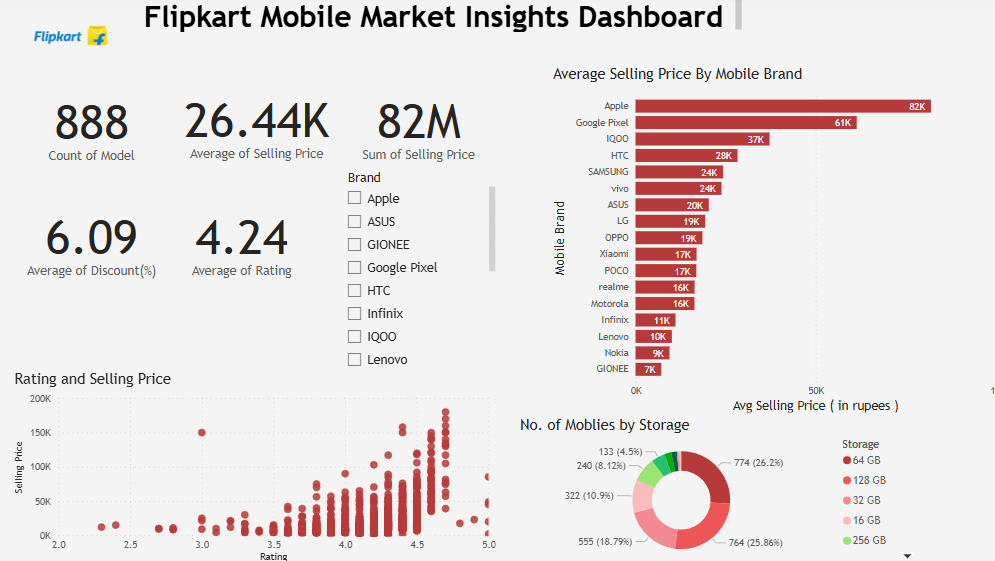 Flipkart Mobile Market Insights Dashboard
Flipkart
888
Count of Model
26.44K
Average of Selling Price
82M
Sum of Selling Price
6.09
Average of Discount(%)
4.24
Average of Rating
Brand
Apple
ASUS
GIONEE
Google Pixel
HTC
Infinix
IQOO
Lenovo
Average Selling Price By Mobile Brand
Mobile Brand
Apple 82K
Google Pixel 61K
IQOO 37K
HTC 28K
SAMSUNG 24K
vivo 24K
ASUS 20K
LG 19K
OPPO 19K
Xiaomi 17K
POCO 17K
realme 16K
Motorola 16K
Infinix 11K
Lenovo 10K
Nokia 9K
GIONEE 7K
0K 50K 1
Avg Selling Price ( in rupees )
Rating and Selling Price
Selling Price
200K
150K
100K
50K
0K
2.0 2.5 3.0 3.5 4.0 4.5 5.0
Rating
No. of Moblies by Storage
133 (4.5%)
240 (8.12%)
322 (10.9%)
555 (18.79%)
774 (26.2%)
764 (25.86%)
Storage
64 GB
128 GB
32 GB
16 GB
256 GB